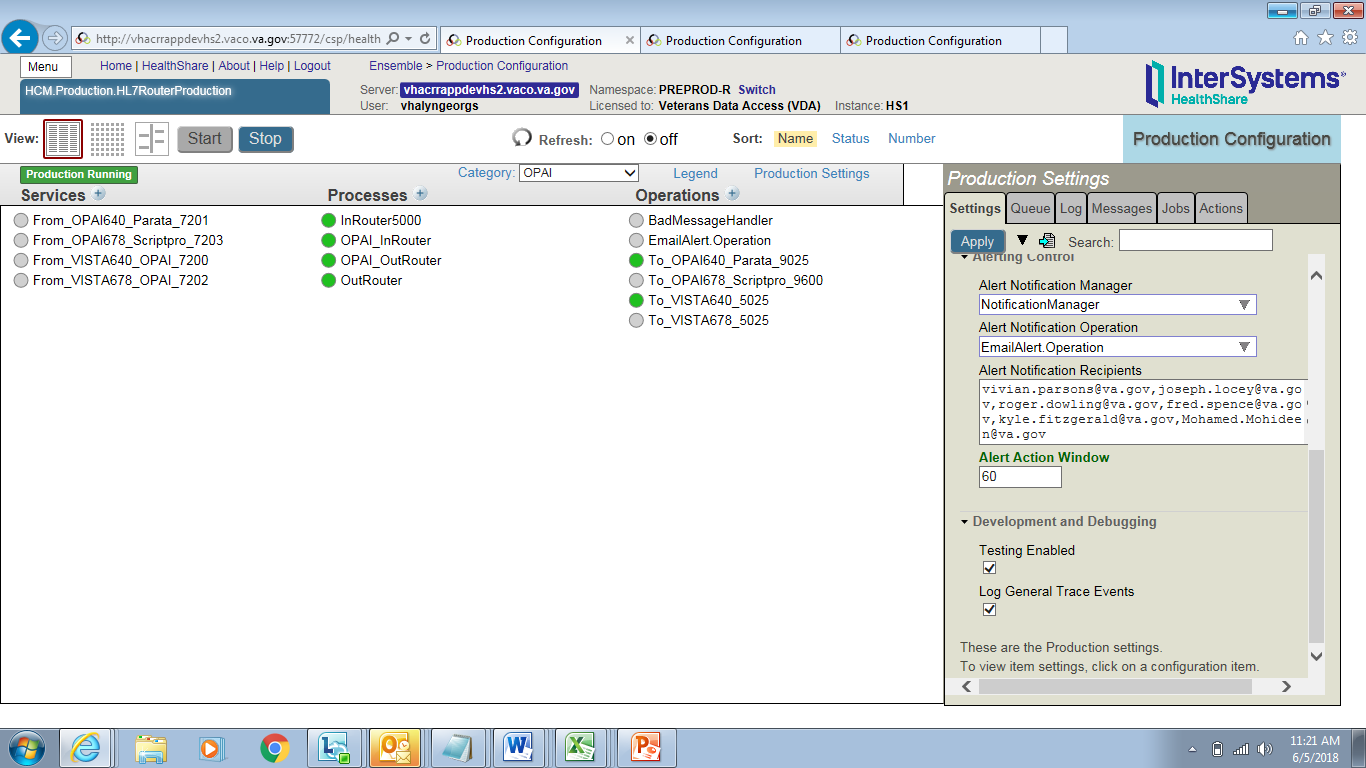 http://vhacrrappdevhs2.vaco.va.gov:57772/csp/health
Production Configuration
Production Configuration
Production Configuration
Menu
Home | HealthShare | About | Help | Logout
Ensemble > Production Configuration
HCM.Production.HL7RouterProduction
Server: vhacrrappdevhs2.vaco.va.gov Namespace: PREPROD-R Switch
User: vhalyngeorgs Licensed to: Veterans Data Access (VDA) Instance: HS1
InterSystems®
HealthShare
View: Start Stop Refresh: on off Sort: Name Status Number
Production Configuration
Production Running
Category: OPAI Legend Production Settings
Services Processes Operations
From_OPAI640_Parata_7201 InRouter5000 BadMessageHandler
From_OPAI678_Scriptpro_7203 OPAI_InRouter EmailAlert.Operation
From_VISTA640_OPAI_7200 OPAI_OutRouter To_OPAI640_Parata_9025
From_VISTA678_OPAI_7202 OutRouter To_OPAI678_Scriptpro_9600
To_VISTA640_5025
To_VISTA678_5025
Production Settings
Settings Queue Log Messages Jobs Actions
Apply Search:
Alerting Control
Alert Notification Manager
NotificationManager
Alert Notification Operation
EmailAlert.Operation
Alert Notification Recipients
vivian.parsons@va.gov,joseph.locey@va.go
v,roger.dowling@va.gov,fred.spence@va.go
v,kyle.fitzgerald@va.gov,Mohamed.Mohidee
n@va.gov
Alert Action Window
60
Development and Debugging
Testing Enabled
Log General Trace Events
These are the Production settings.
To view item settings, click on a configuration item.
11:21 AM
6/5/2018